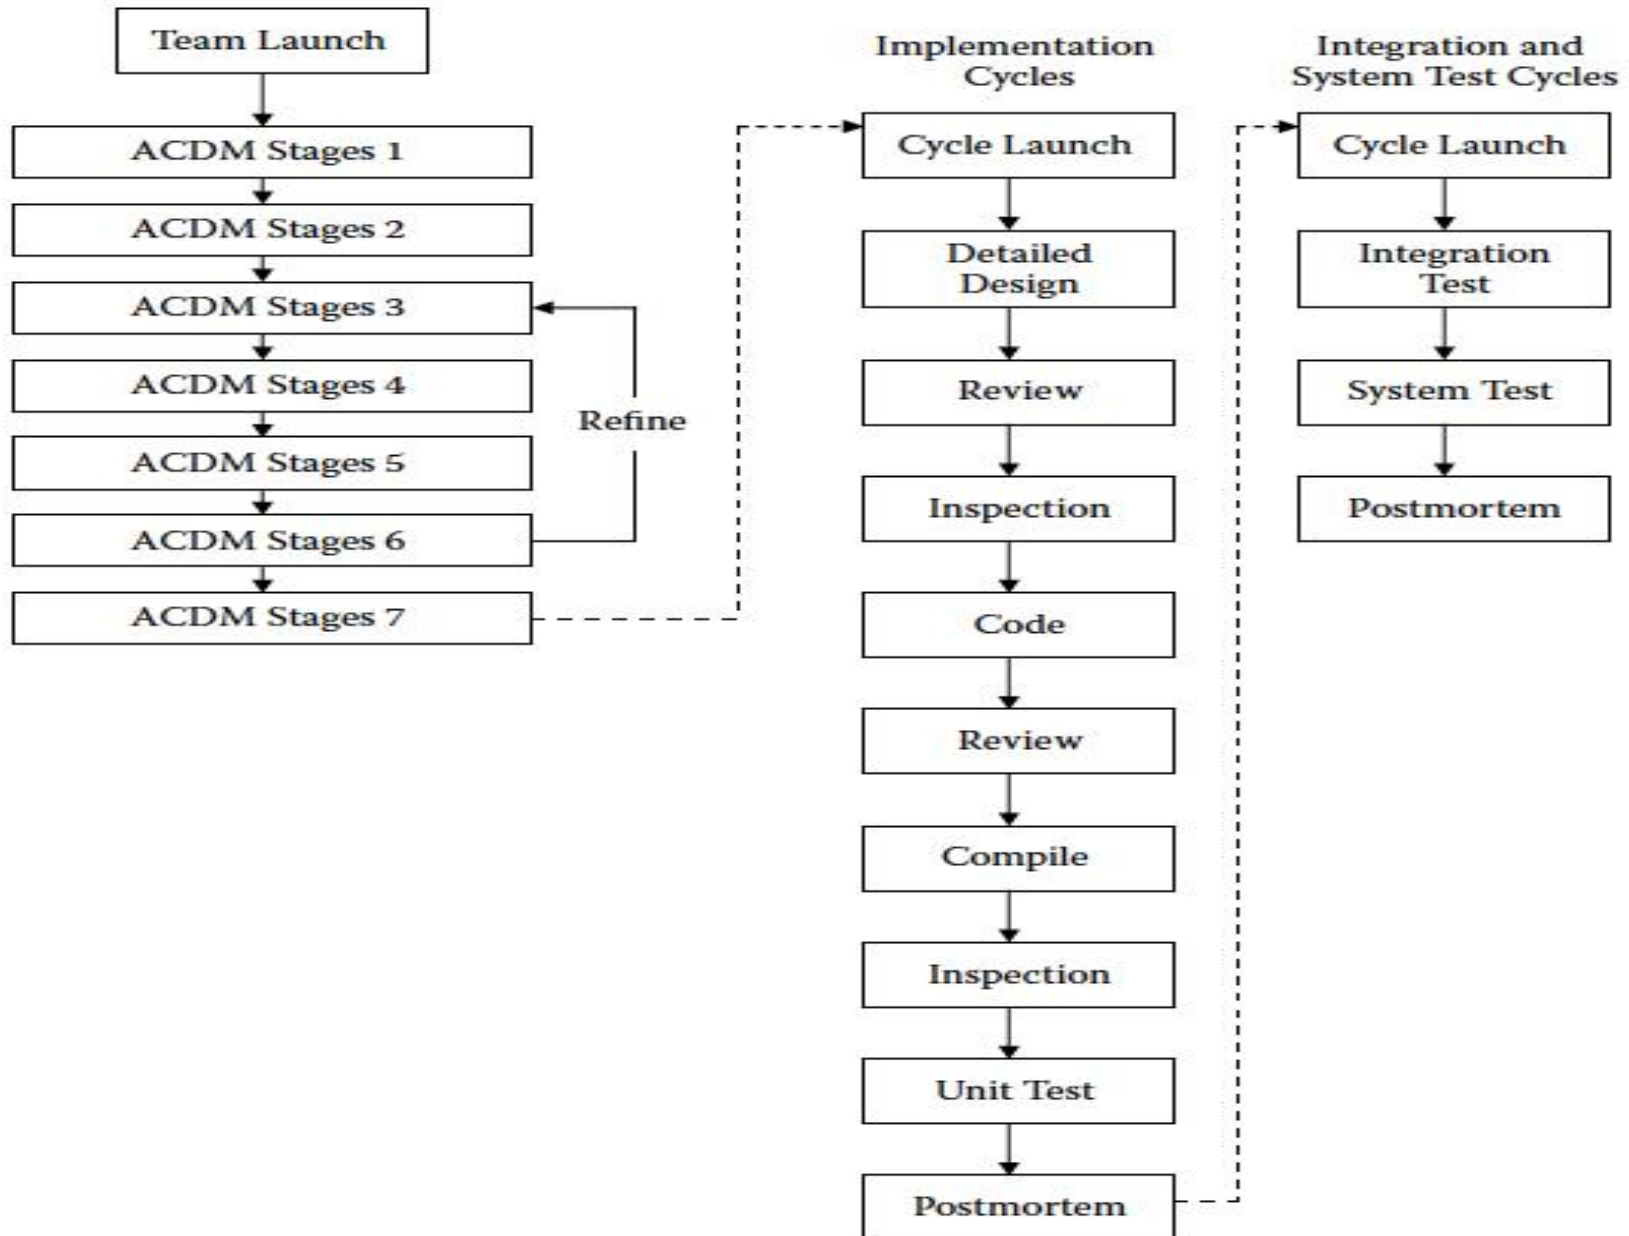 Team Launch
ACDM Stages 1
ACDM Stages 2
ACDM Stages 3
ACDM Stages 4
ACDM Stages 5
ACDM Stages 6
ACDM Stages 7
Refine
Implementation
Cycles
Cycle Launch
Detailed
Design
Review
Inspection
Code
Review
Compile
Inspection
Unit Test
Postmortem
Integration and
System Test Cycles
Cycle Launch
Integration
Test
System Test
Postmortem